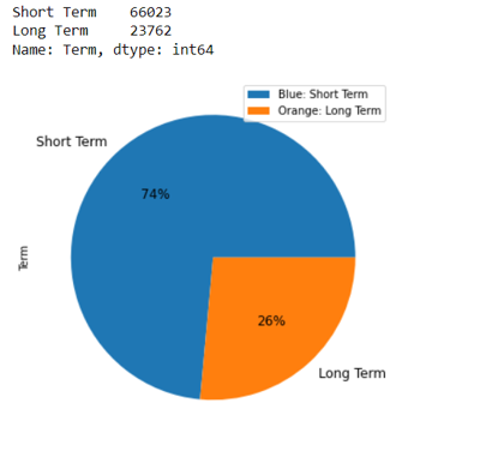 Short Term    66023
Long Term     23762
Name: Term, dtype: int64
Blue: Short Term
Orange: Long Term
Short Term
74%
Term
26%
Long Term